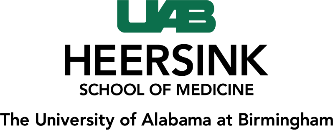 UAB
HEERSINK
SCHOOL OF MEDICINE
The University of Alabama at Birmingham